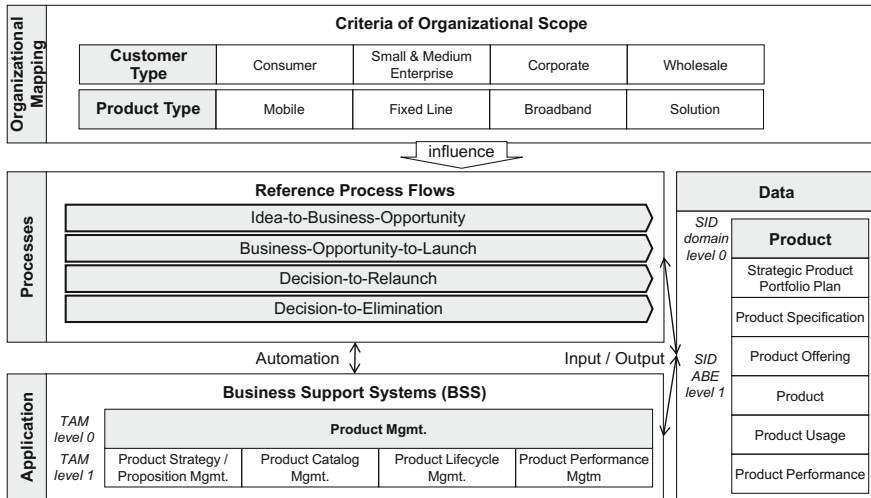 Organizational
Mapping
Criteria of Organizational Scope
Customer
Type
Consumer
Small & Medium
Enterprise
Corporate
Wholesale
Product Type
Mobile
Fixed Line
Broadband
Solution
influence
Processes
Reference Process Flows
Idea-to-Business-Opportunity
Business-Opportunity-to-Launch
Decision-to-Relaunch
Decision-to-Elimination
Automation
Input / Output
Application
Business Support Systems (BSS)
TAM
level 0
Product Mgmt.
TAM
level 1
Product Strategy /
Proposition Mgmt.
Product Catalog
Mgmt.
Product Lifecycle
Mgmt.
Product Performance
Mgtm
Data
SID
domain
level 0
Product
Strategic Product
Portfolio Plan
Product Specification
SID
ABE
level 1
Product Offering
Product
Product Usage
Product Performance